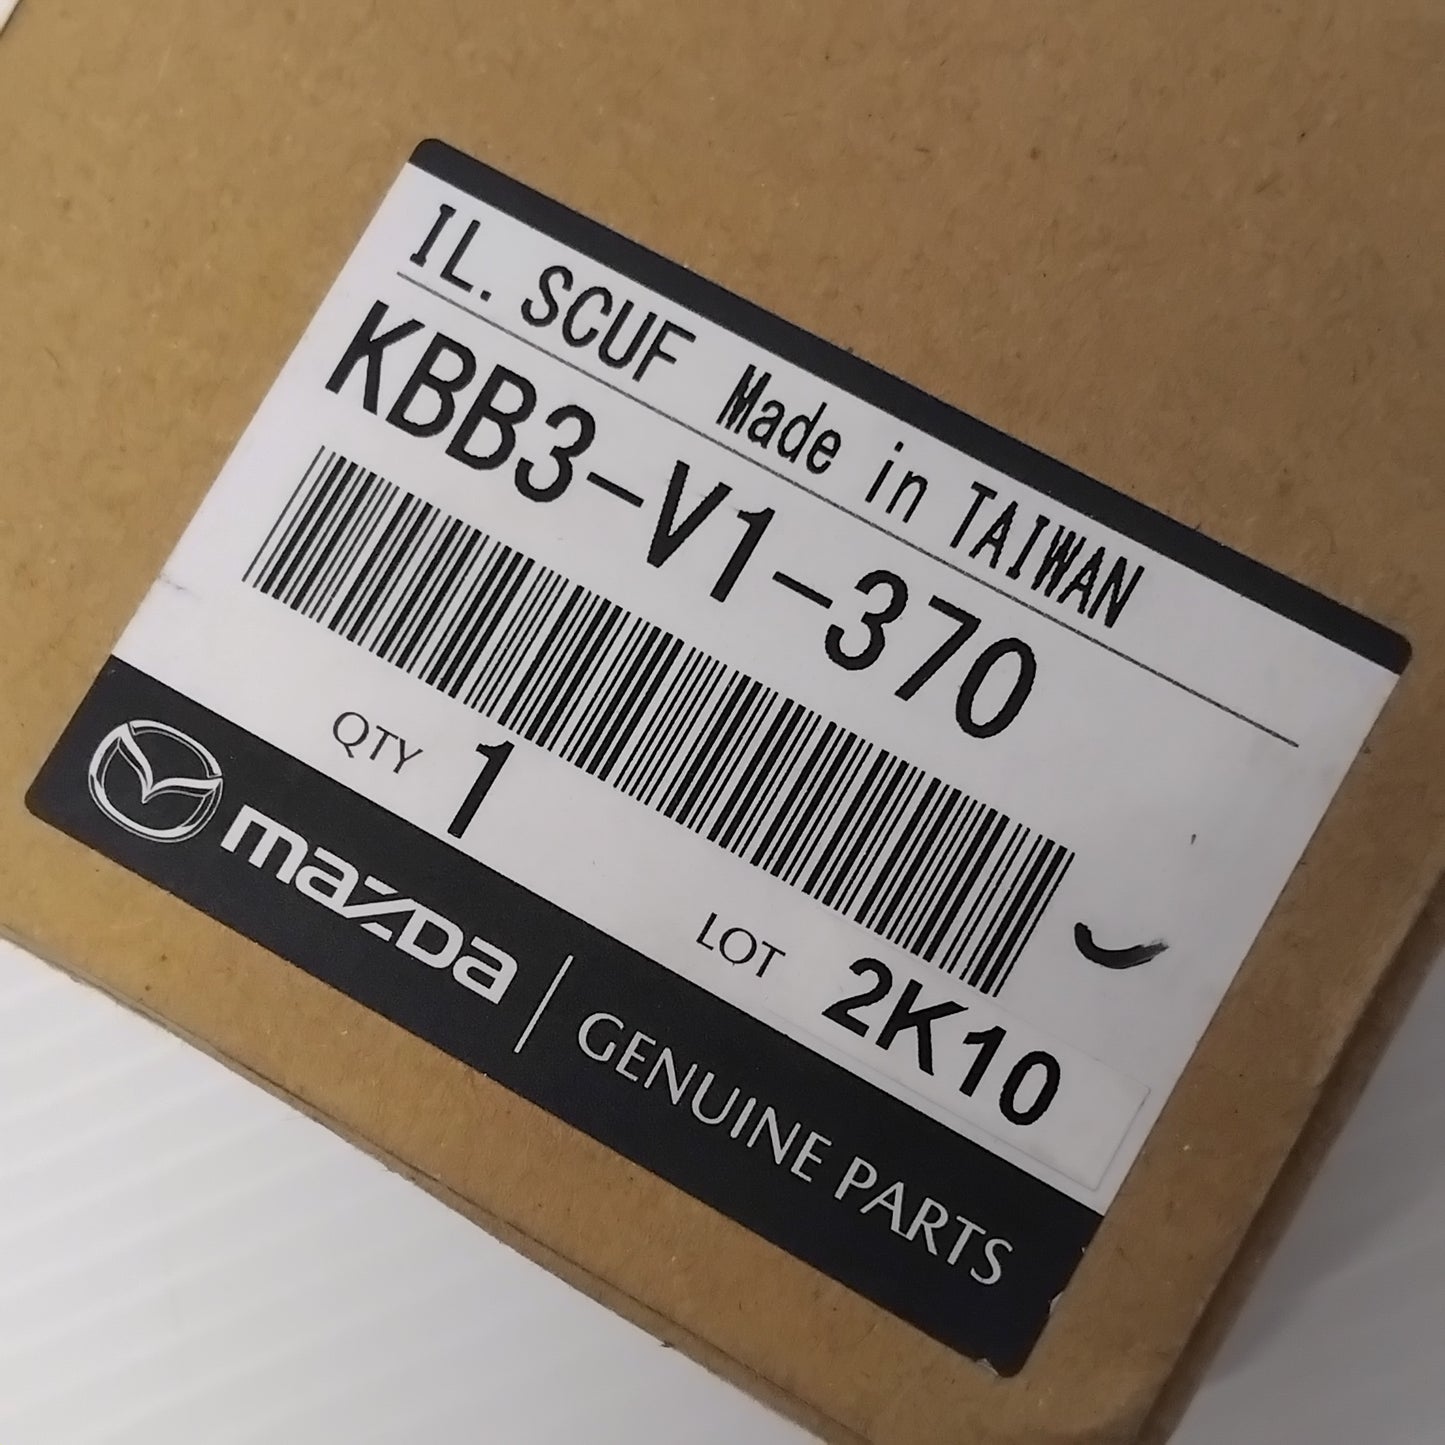 IL. SCUF Made in TAIWAN
KBB3-V1-370
QTY 1
LOT 2K10
mazda | GENUINE PARTS